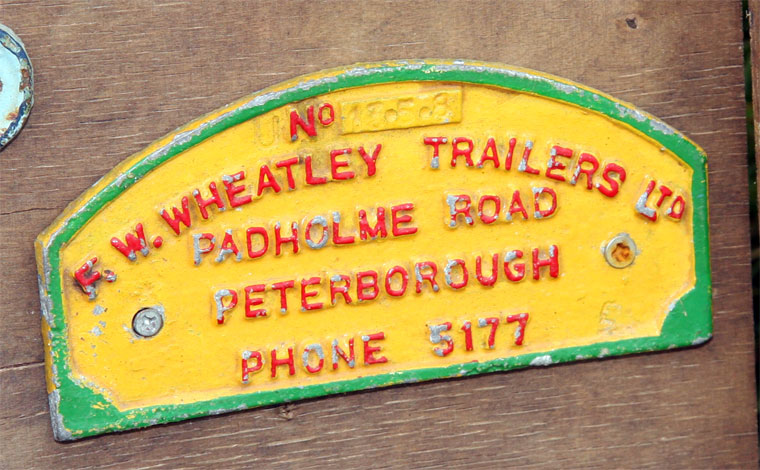 No
F. W. WHEATLEY TRAILERS LTD
PADHOLME ROAD
PETERBOROUGH
PHONE 5177